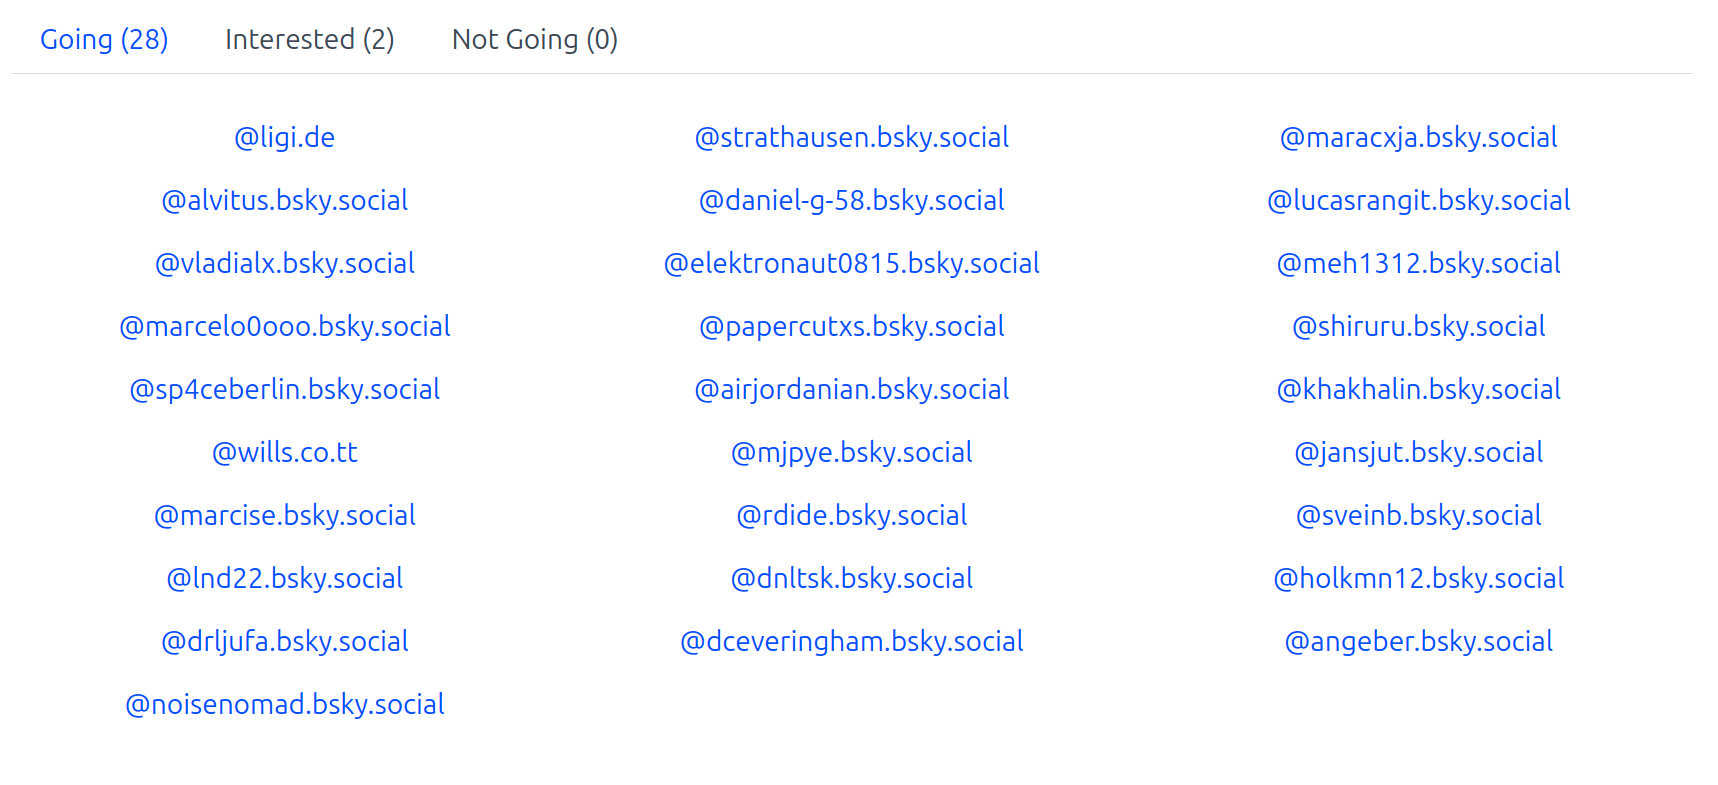 Going (28) Interested (2) Not Going (0)
@ligi.de @strathausen.bsky.social @maracxja.bsky.social
@alvitus.bsky.social @daniel-g-58.bsky.social @lucasrangit.bsky.social
@vladialx.bsky.social @elektronaut0815.bsky.social @meh1312.bsky.social
@marcelo0ooo.bsky.social @papercutxs.bsky.social @shiruru.bsky.social
@sp4ceberlin.bsky.social @airjordanian.bsky.social @khakhalin.bsky.social
@wills.co.tt @mjpye.bsky.social @jansjut.bsky.social
@marcise.bsky.social @rdide.bsky.social @sveinb.bsky.social
@lnd22.bsky.social @dnltsk.bsky.social @holkmn12.bsky.social
@drljufa.bsky.social @dceveringham.bsky.social @angeber.bsky.social
@noisenomad.bsky.social